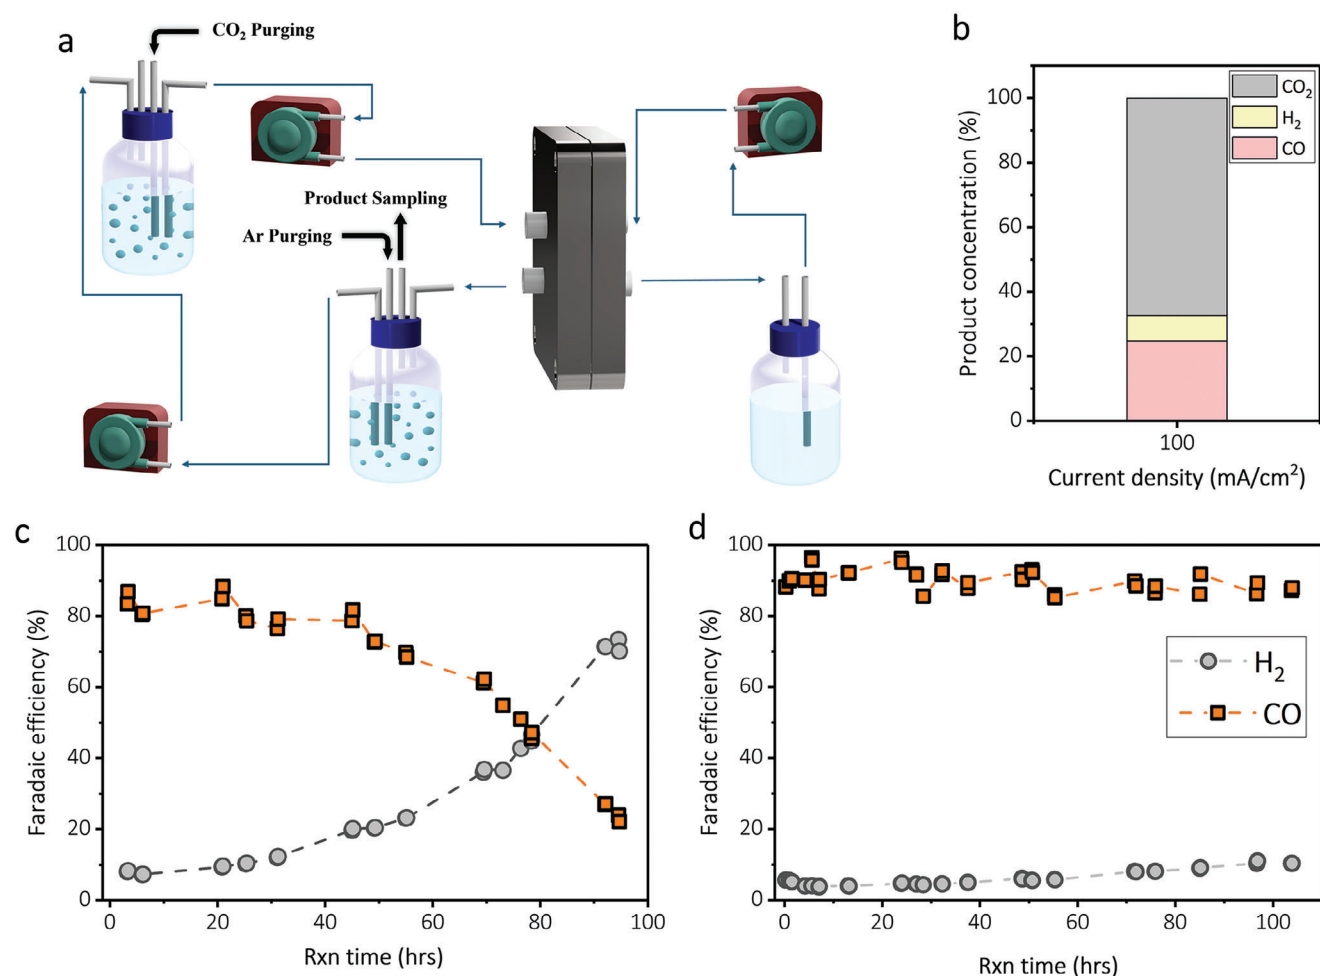 a
CO₂ Purging
Product Sampling
Ar Purging
b
Product concentration (%)
100
80
60
40
20
0
CO₂
H₂
CO
100
Current density (mA/cm²)
c
Faradaic efficiency (%)
100
80
60
40
20
0
0 20 40 60 80 100
Rxn time (hrs)
d
Faradaic efficiency (%)
100
80
60
40
20
0
H₂
CO
0 20 40 60 80 100
Rxn time (hrs)